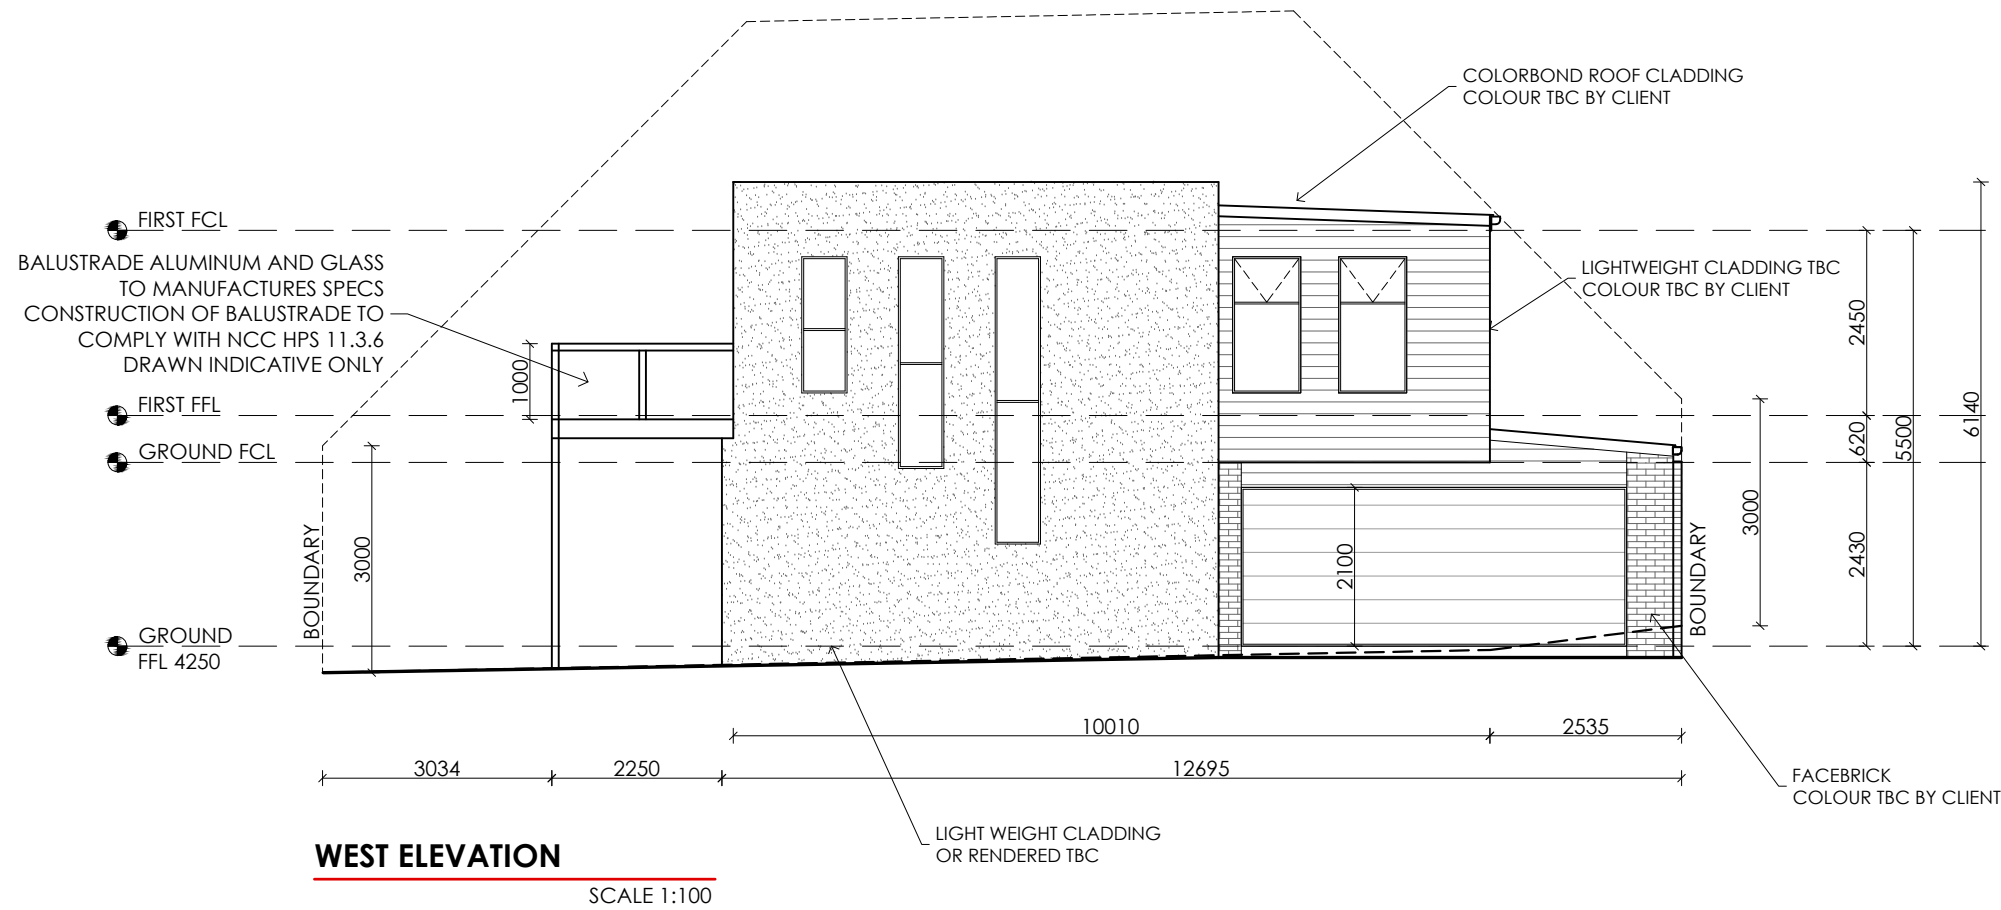 COLORBOND ROOF CLADDING
COLOUR TBC BY CLIENT
FIRST FCL
BALUSTRADE ALUMINUM AND GLASS
TO MANUFACTURES SPECS
CONSTRUCTION OF BALUSTRADE TO
COMPLY WITH NCC HPS 11.3.6
DRAWN INDICATIVE ONLY
LIGHTWEIGHT CLADDING TBC
COLOUR TBC BY CLIENT
1000
2450
6140
FIRST FFL
620
5500
GROUND FCL
3000
BOUNDARY
2100
3000
BOUNDARY
2430
GROUND
FFL 4250
10010
2535
3034
2250
12695
FACEBRICK
COLOUR TBC BY CLIENT
LIGHT WEIGHT CLADDING
OR RENDERED TBC
WEST ELEVATION
SCALE 1:100